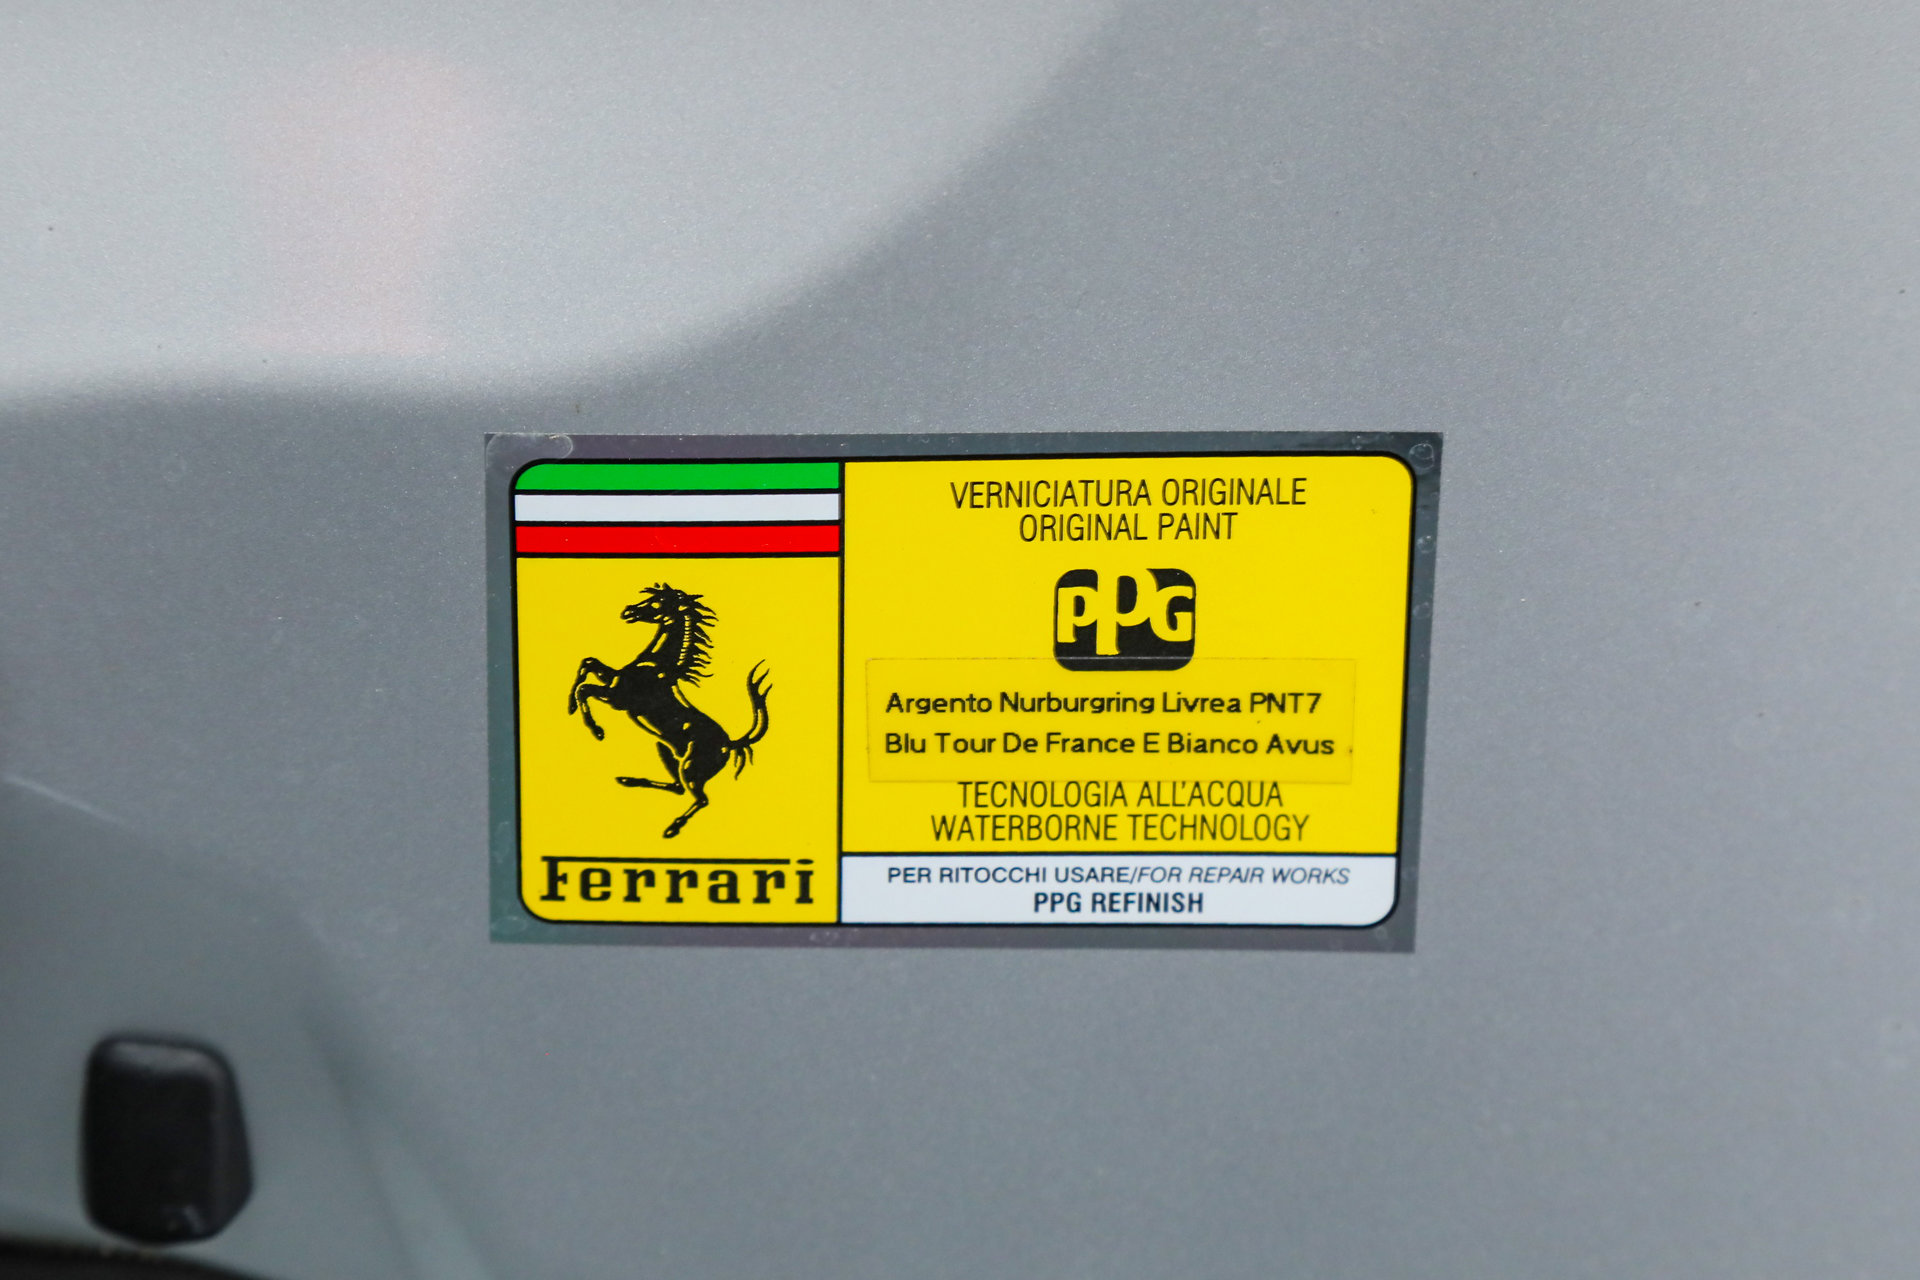 Ferrari
VERNICIATURA ORIGINALE
ORIGINAL PAINT
PPG
Argento Nurburgring Livrea PNT7
Blu Tour De France E Bianco Avus
TECNOLOGIA ALL'ACQUA
WATERBORNE TECHNOLOGY
PER RITOCCHI USARE/FOR REPAIR WORKS
PPG REFINISH